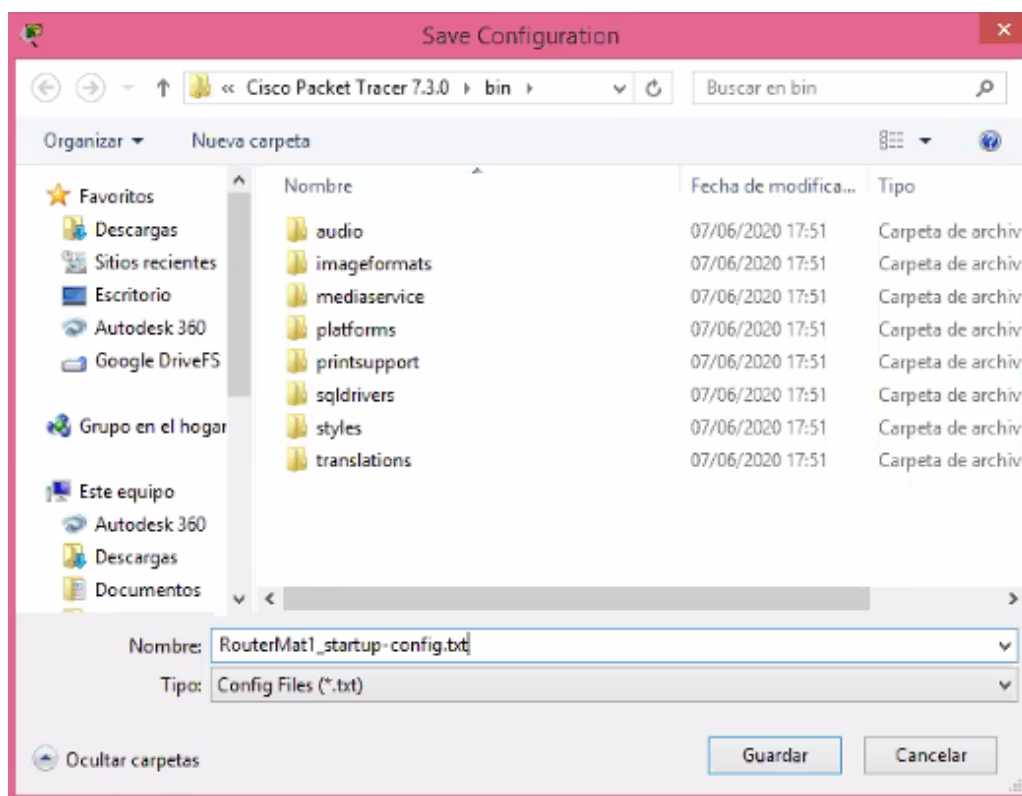 Save Configuration
« Cisco Packet Tracer 7.3.0 bin
Buscar en bin
Organizar
Nueva carpeta
Favoritos
Descargas
Sitios recientes
Escritorio
Autodesk 360
Google DriveFS
Grupo en el hogar
Este equipo
Autodesk 360
Descargas
Documentos
Nombre Fecha de modifica... Tipo
audio 07/06/2020 17:51 Carpeta de archiv
imageformats 07/06/2020 17:51 Carpeta de archiv
mediaservice 07/06/2020 17:51 Carpeta de archiv
platforms 07/06/2020 17:51 Carpeta de archiv
printsupport 07/06/2020 17:51 Carpeta de archiv
sqldrivers 07/06/2020 17:51 Carpeta de archiv
styles 07/06/2020 17:51 Carpeta de archiv
translations 07/06/2020 17:51 Carpeta de archiv
Nombre: RouterMat1_startup-config.txt
Tipo: Config Files (*.txt)
Ocultar carpetas
Guardar
Cancelar